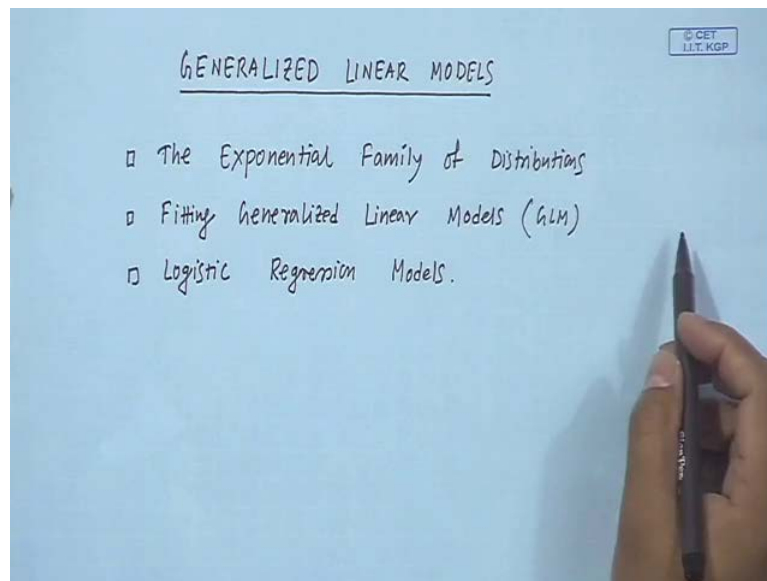 © CET
I.I.T. KGP
GENERALIZED LINEAR MODELS
□ The Exponential Family of Distributions
□ Fitting Generalized Linear Models (GLM)
□ Logistic Regression Models.